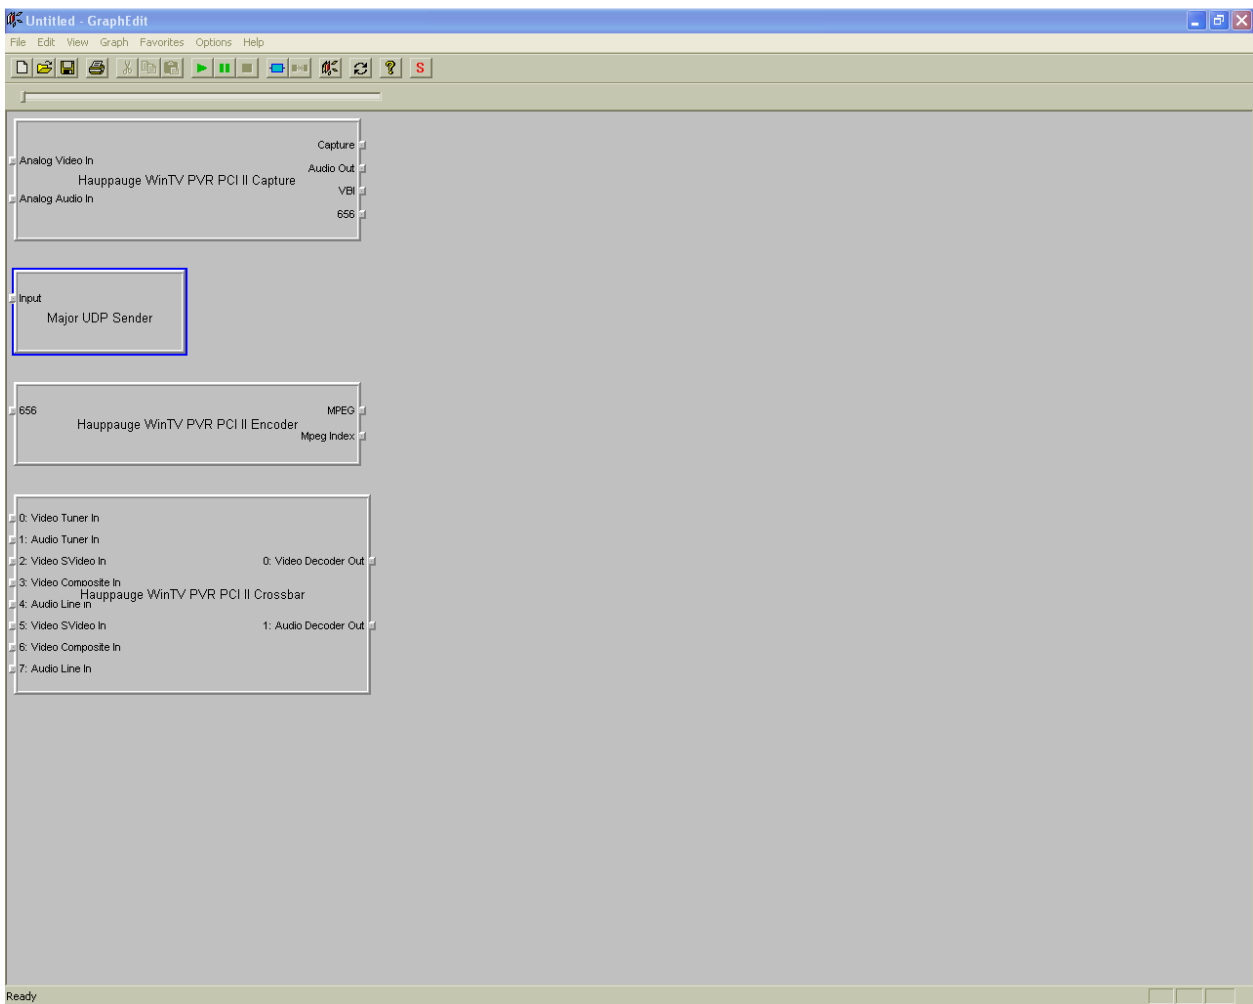 Untitled - GraphEdit
File Edit View Graph Favorites Options Help
S
Capture
Analog Video In
Audio Out
Hauppauge WinTV PVR PCI II Capture
VBI
Analog Audio In
656
Input
Major UDP Sender
656
MPEG
Hauppauge WinTV PVR PCI II Encoder
Mpeg Index
0: Video Tuner In
1: Audio Tuner In
2: Video SVideo In
0: Video Decoder Out
3: Video Composite In
Hauppauge WinTV PVR PCI II Crossbar
4: Audio Line In
5: Video SVideo In
1: Audio Decoder Out
6: Video Composite In
7: Audio Line In
Ready